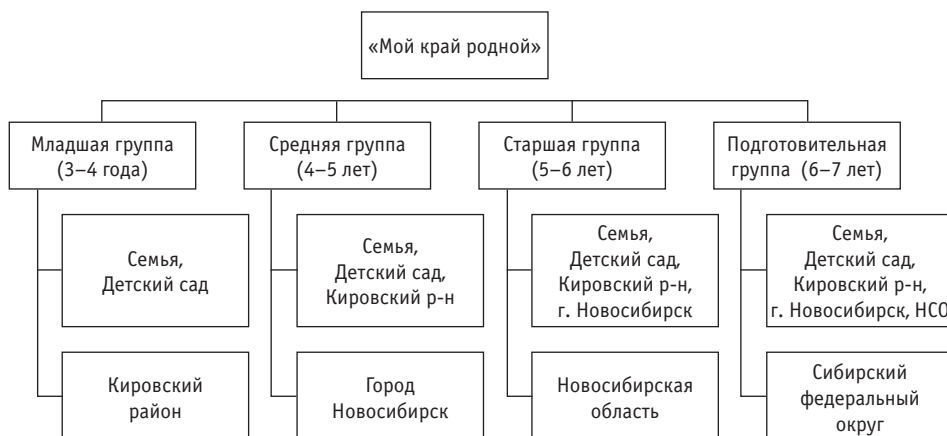 «Мой край родной»
Младшая группа
(3–4 года)
Средняя группа
(4–5 лет)
Старшая группа
(5–6 лет)
Подготовительная
группа (6–7 лет)
Семья,
Детский сад
Семья,
Детский сад,
Кировский р-н
Семья,
Детский сад,
Кировский р-н,
г. Новосибирск
Семья,
Детский сад,
Кировский р-н,
г. Новосибирск, НСО
Кировский
район
Город
Новосибирск
Новосибирская
область
Сибирский
федеральный
округ